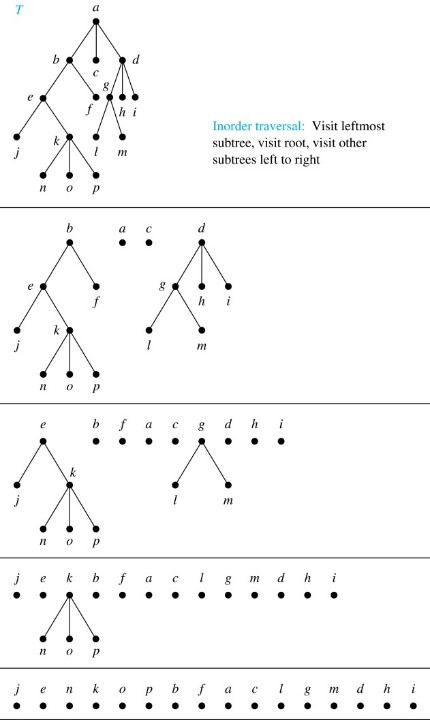 T
a
b
c
d
e
f
g
h i
j
k
l
m
n
o
p
Inorder traversal: Visit leftmost
subtree, visit root, visit other
subtrees left to right
b a c d
e
f
g
h
i
j
k
l
m
n o p
e b f a c g d h i
j
k
l
m
n o p
j e k b f a c l g m d h i
n o p
j e n k o p b f a c l g m d h i